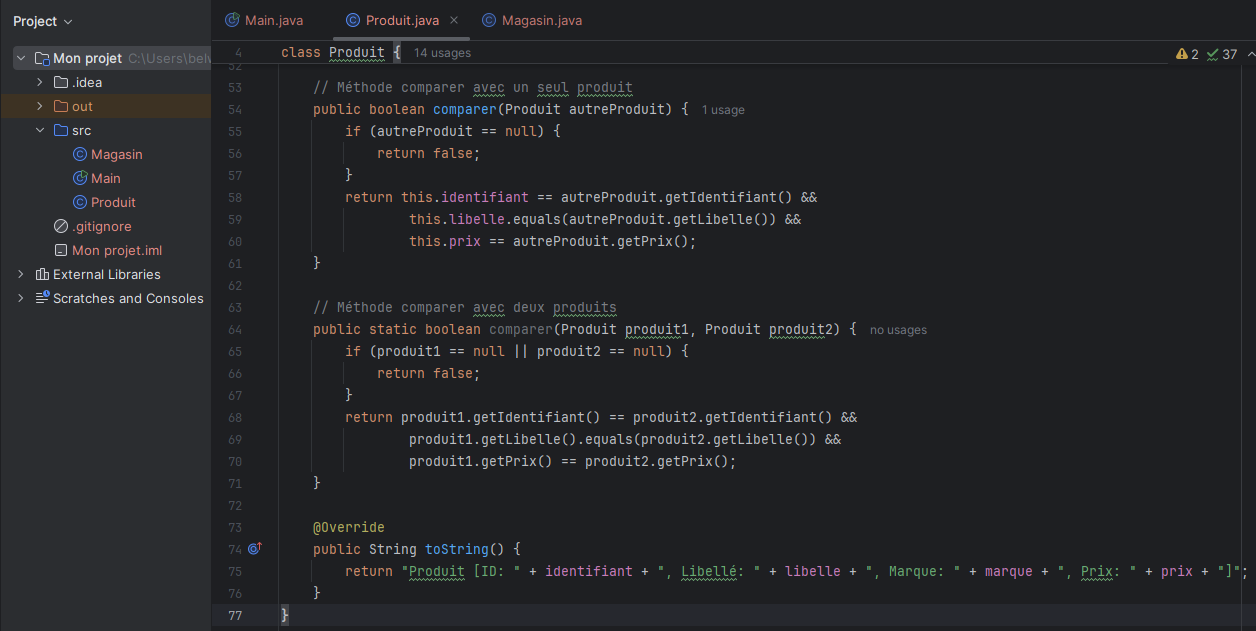 Project
Mon projet C:\Users\bel
.idea
out
src
Magasin
Main
Produit
.gitignore
Mon projet.iml
External Libraries
Scratches and Consoles
Main.java Produit.java Magasin.java
4 class Produit { 14 usages 2 37
52
53 // Méthode comparer avec un seul produit
54 public boolean comparer(Produit autreProduit) { 1 usage
55 if (autreProduit == null) {
56 return false;
57 }
58 return this.identifiant == autreProduit.getIdentifiant() &&
59 this.libelle.equals(autreProduit.getLibelle()) &&
60 this.prix == autreProduit.getPrix();
61 }
62
63 // Méthode comparer avec deux produits
64 public static boolean comparer(Produit produit1, Produit produit2) { no usages
65 if (produit1 == null || produit2 == null) {
66 return false;
67 }
68 return produit1.getIdentifiant() == produit2.getIdentifiant() &&
69 produit1.getLibelle().equals(produit2.getLibelle()) &&
70 produit1.getPrix() == produit2.getPrix();
71 }
72
73 @Override
74 public String toString() {
75 return "Produit [ID: " + identifiant + ", Libellé: " + libelle + ", Marque: " + marque + ", Prix: " + prix + "]";
76 }
77 }